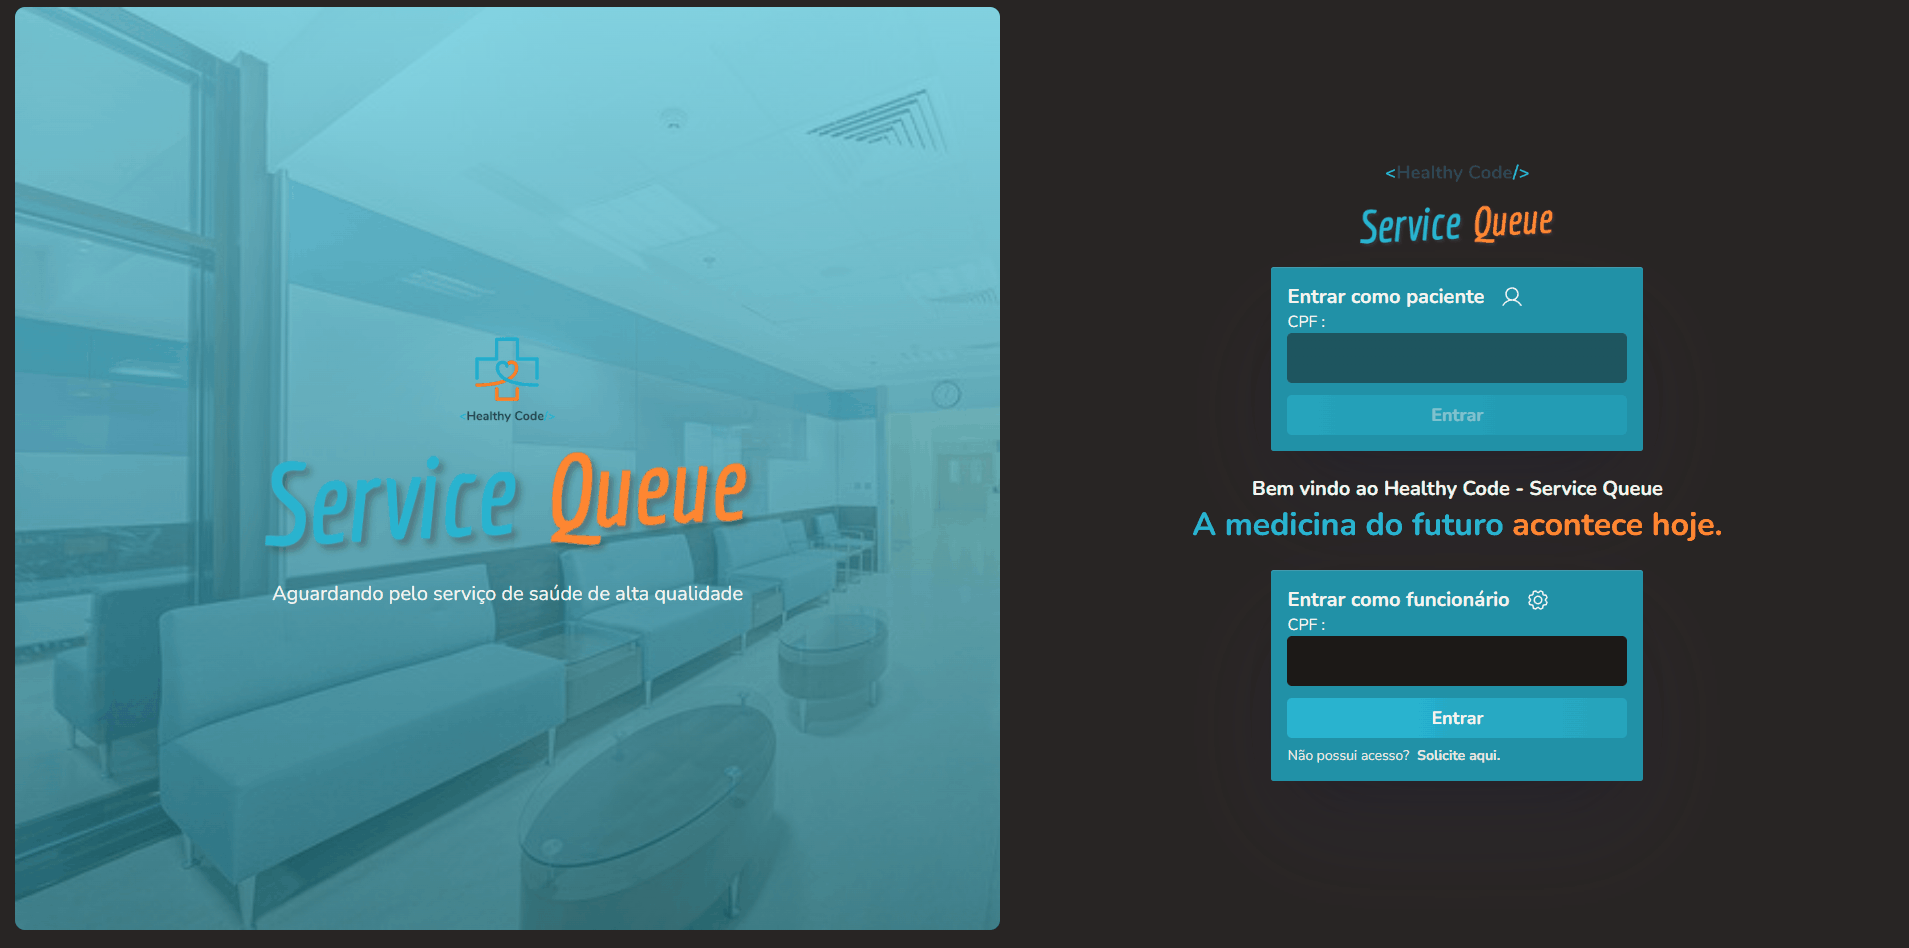 <Healthy Code/>
Service Queue
Aguardando pelo serviço de saúde de alta qualidade
<Healthy Code/>
Service Queue
Entrar como paciente
CPF :
Entrar
Bem vindo ao Healthy Code - Service Queue
A medicina do futuro acontece hoje.
Entrar como funcionário
CPF :
Entrar
Não possui acesso? Solicite aqui.